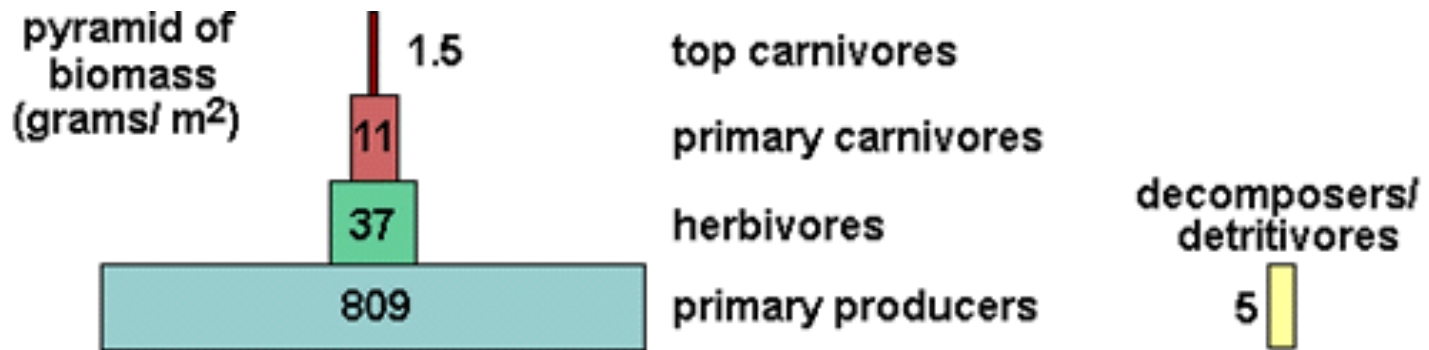 pyramid of
biomass
(grams/ m²)
1.5
top carnivores
11
primary carnivores
37
herbivores
809
primary producers
decomposers/
detritivores
5